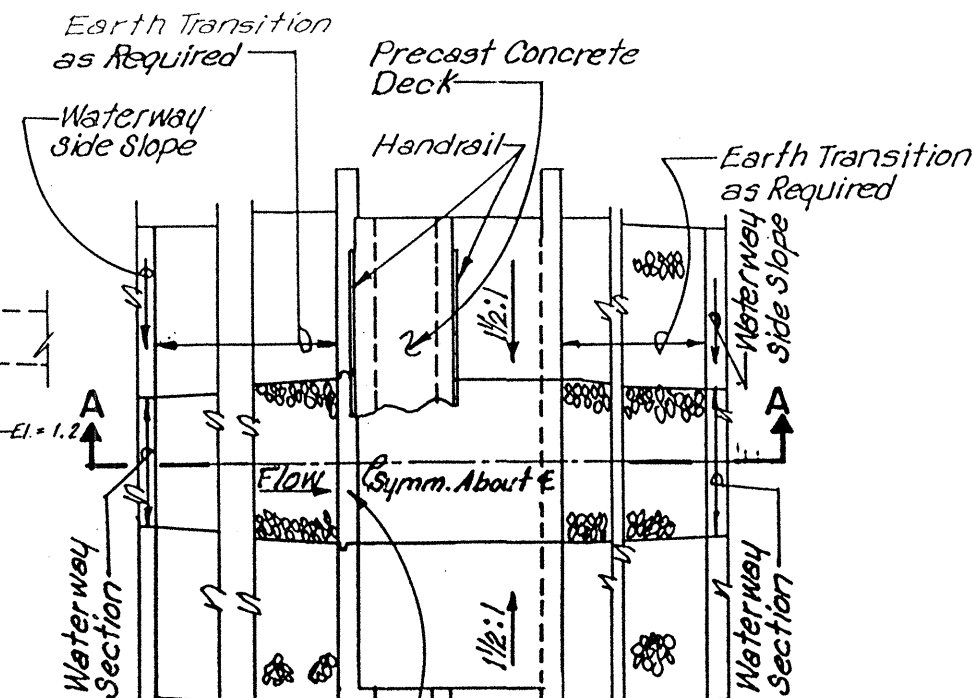 Earth Transition
as Required
Precast Concrete
Deck
Waterway
Side Slope
Handrail
Earth Transition
as Required
Waterway
Side Slope
1½:1
A
A
El. = 1.2
Flow
Symm. About ℄
Waterway
Section
1½:1
Waterway
Section